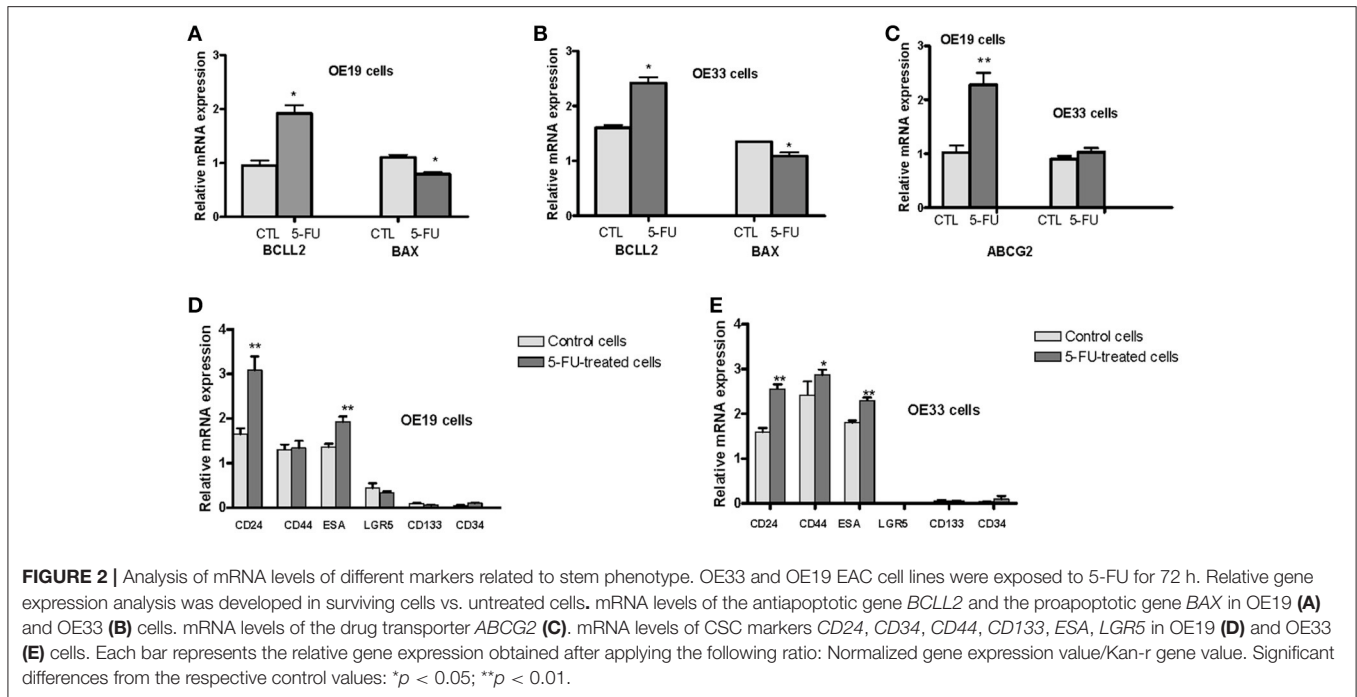 A
Relative mRNA expression
3
2
1
0
OE19 cells
*
*
CTL 5-FU
CTL 5-FU
BCLL2
BAX
B
Relative mRNA expression
3
2
1
0
OE33 cells
*
*
CTL 5-FU
CTL 5-FU
BCLL2
BAX
C
Relative mRNA expression
3
2
1
0
OE19 cells
**
OE33 cells
CTL 5-FU
CTL 5-FU
ABCG2
D
Relative mRNA expression
4
3
2
1
0
**
**
Control cells
5-FU-treated cells
OE19 cells
CD24 CD44 ESA LGR5 CD133 CD34
E
Relative mRNA expression
4
3
2
1
0
**
*
**
Control cells
5-FU-treated cells
OE33 cells
CD24 CD44 ESA LGR5 CD133 CD34
FIGURE 2 | Analysis of mRNA levels of different markers related to stem phenotype. OE33 and OE19 EAC cell lines were exposed to 5-FU for 72 h. Relative gene
expression analysis was developed in surviving cells vs. untreated cells. mRNA levels of the antiapoptotic gene BCLL2 and the proapoptotic gene BAX in OE19 (A)
and OE33 (B) cells. mRNA levels of the drug transporter ABCG2 (C). mRNA levels of CSC markers CD24, CD34, CD44, CD133, ESA, LGR5 in OE19 (D) and OE33
(E) cells. Each bar represents the relative gene expression obtained after applying the following ratio: Normalized gene expression value/Kan-r gene value. Significant
differences from the respective control values: *p < 0.05; **p < 0.01.